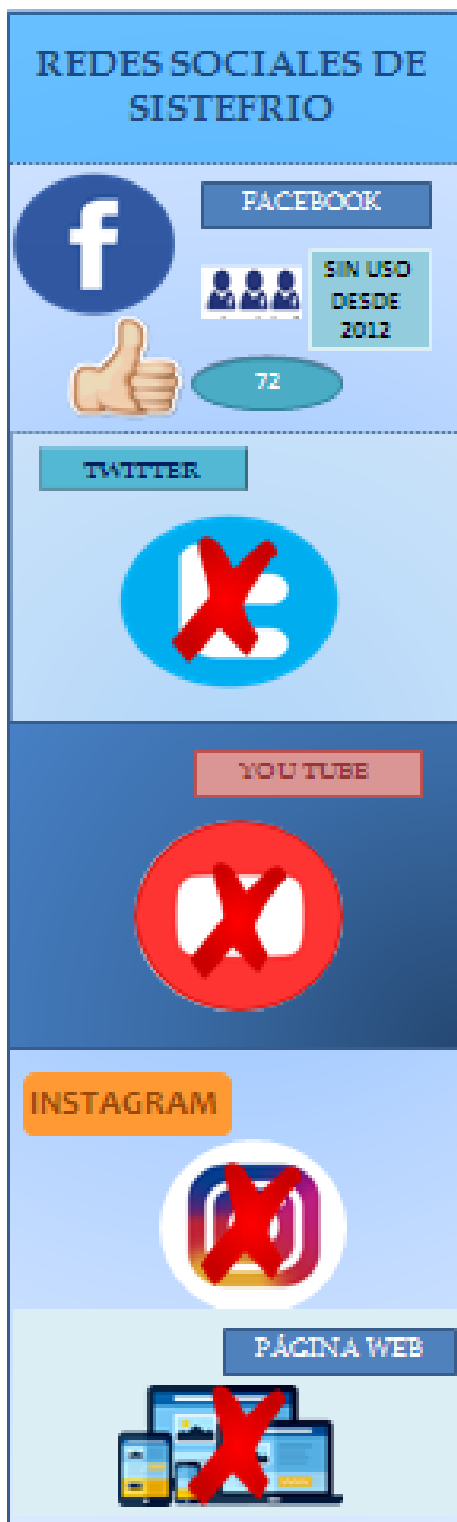 REDES SOCIALES DE
SISTEFRIO
FACEBOOK
SIN USO
DESDE
2012
72
TWITTER
YOU TUBE
INSTAGRAM
PÁGINA WEB